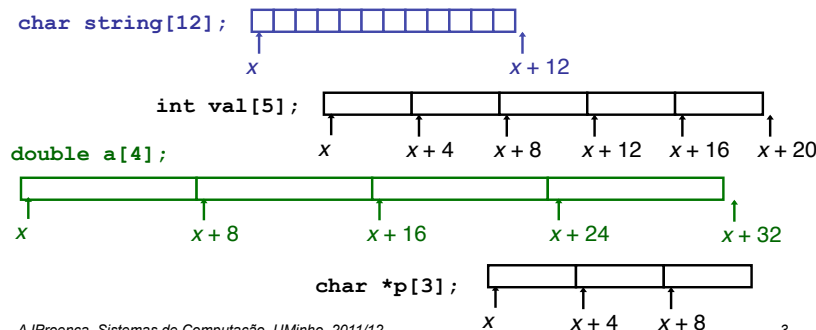 char string[12];
x x + 12
int val[5];
x x + 4 x + 8 x + 12 x + 16 x + 20
double a[4];
x x + 8 x + 16 x + 24 x + 32
char *p[3];
x x + 4 x + 8
AJProença, Sistemas de Computação, UMinho, 2011/12 3